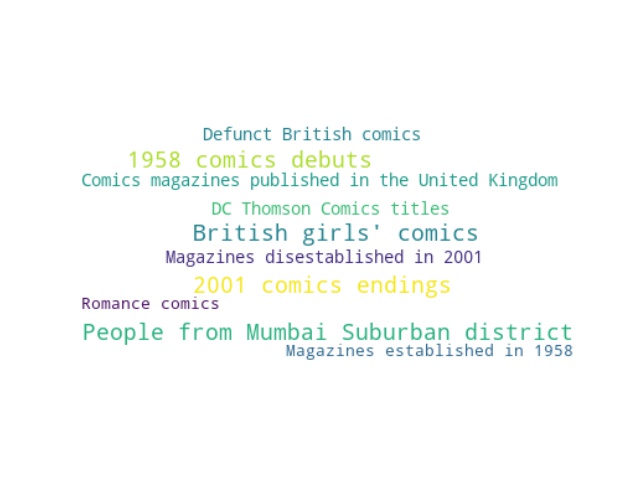 Defunct British comics
1958 comics debuts
Comics magazines published in the United Kingdom
DC Thomson Comics titles
British girls' comics
Magazines disestablished in 2001
2001 comics endings
Romance comics
People from Mumbai Suburban district
Magazines established in 1958